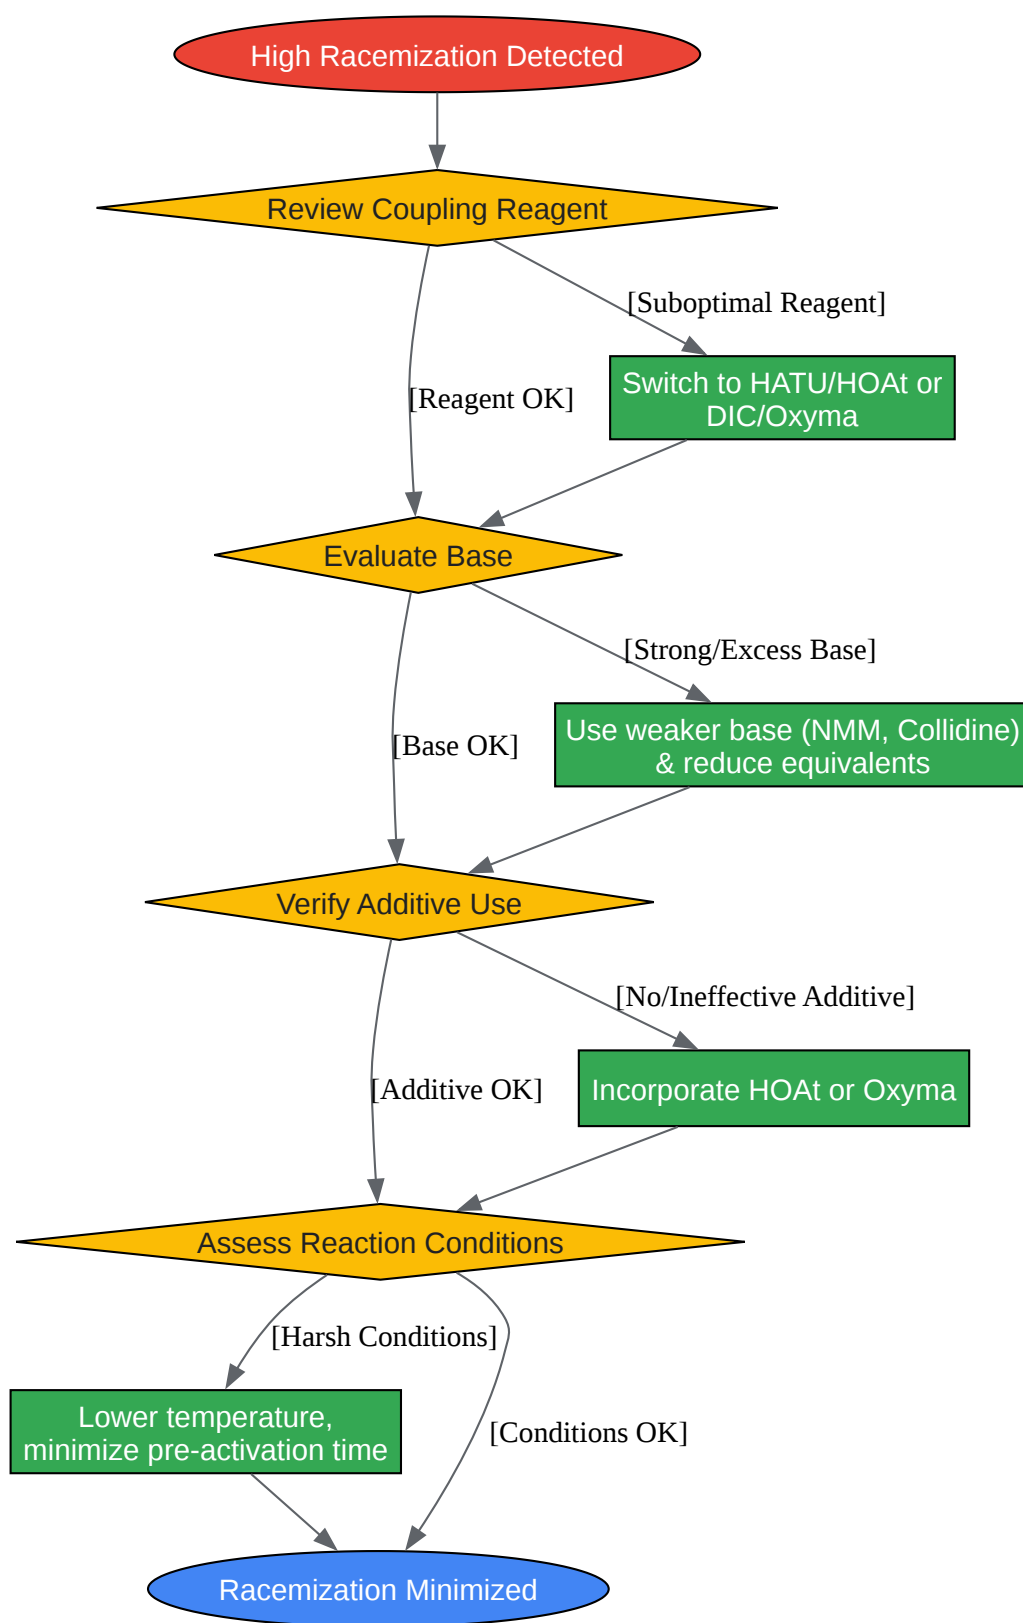 High Racemization Detected
Review Coupling Reagent
[Suboptimal Reagent]
Switch to HATU/HOAt or
DIC/Oxyma
[Reagent OK]
Evaluate Base
[Strong/Excess Base]
Use weaker base (NMM, Collidine)
& reduce equivalents
[Base OK]
Verify Additive Use
[No/Ineffective Additive]
Incorporate HOAt or Oxyma
[Additive OK]
Assess Reaction Conditions
[Harsh Conditions]
Lower temperature,
minimize pre-activation time
[Conditions OK]
Racemization Minimized